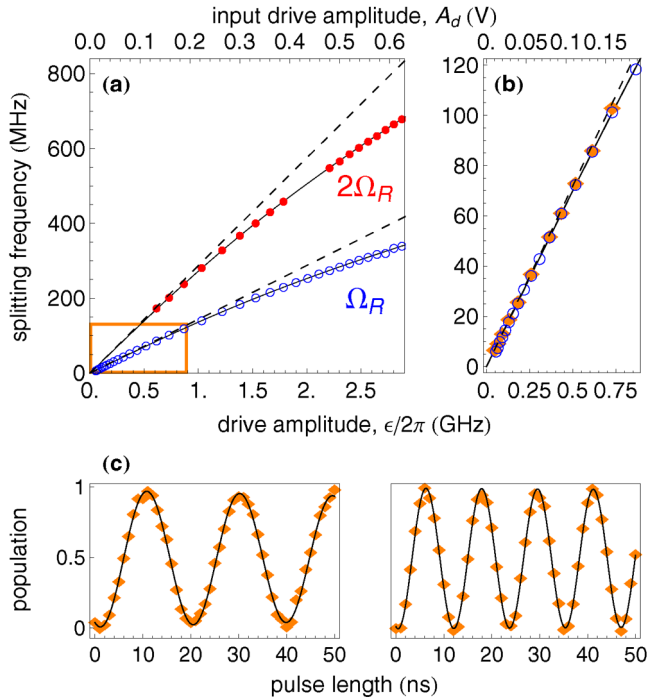 input drive amplitude, A_d (V)
0. 0.1 0.2 0.3 0.4 0.5 0.6
0. 0.05 0.1 0.15
(a)
(b)
splitting frequency (MHz)
800
600
400
200
0
120
100
80
60
40
20
0
2Ω_R
Ω_R
0. 0.5 1. 1.5 2. 2.5
0. 0.25 0.5 0.75
drive amplitude, ϵ/2π (GHz)
(c)
population
1
0.5
0
0 10 20 30 40 50
0 10 20 30 40 50
pulse length (ns)